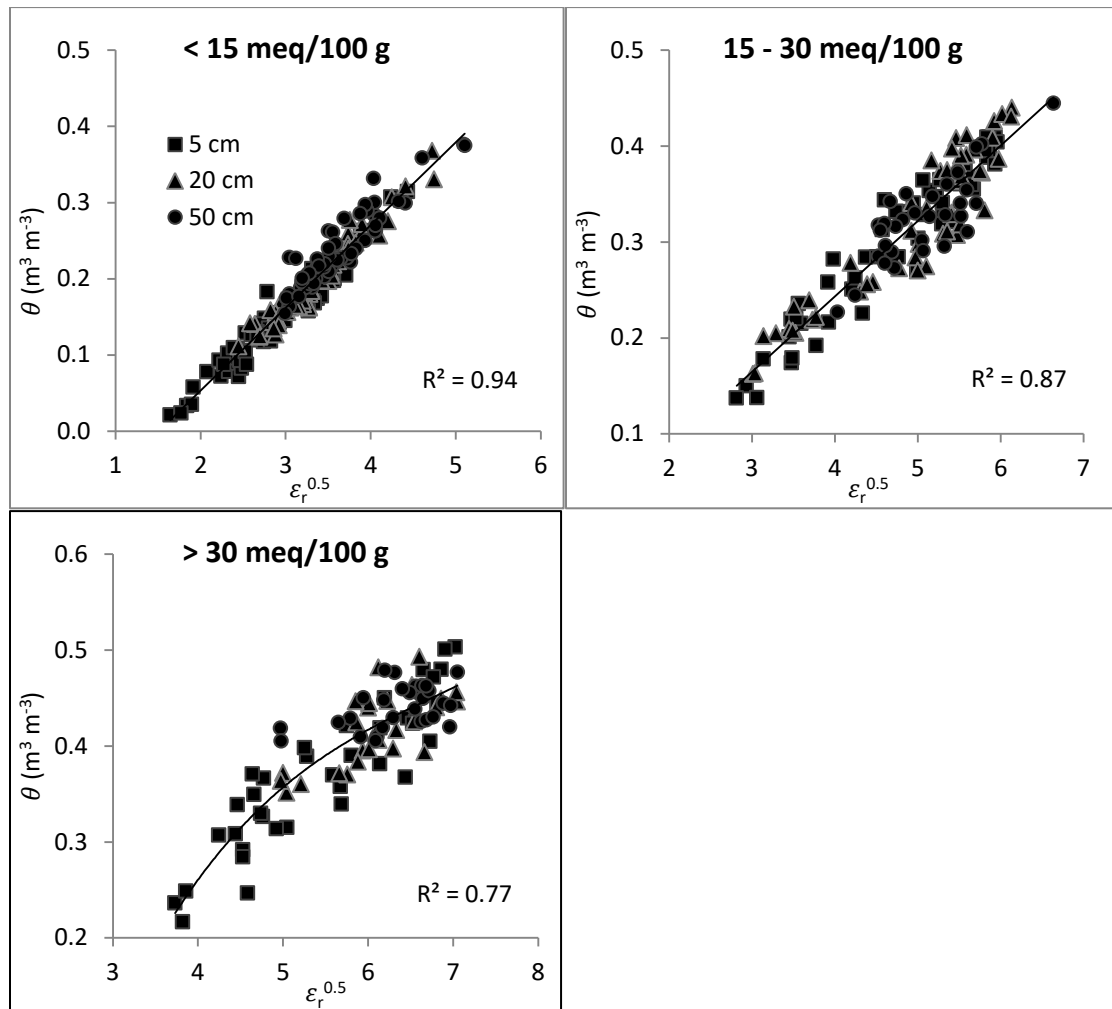 < 15 meq/100 g
0.5
0.4
0.3
0.2
0.1
0.0
θ (m³ m⁻³)
5 cm
20 cm
50 cm
R² = 0.94
1 2 3 4 5 6
εᵣ⁰·⁵
15 - 30 meq/100 g
0.5
0.4
0.3
0.2
0.1
θ (m³ m⁻³)
R² = 0.87
2 3 4 5 6 7
εᵣ⁰·⁵
> 30 meq/100 g
0.6
0.5
0.4
0.3
0.2
θ (m³ m⁻³)
R² = 0.77
3 4 5 6 7 8
εᵣ⁰·⁵